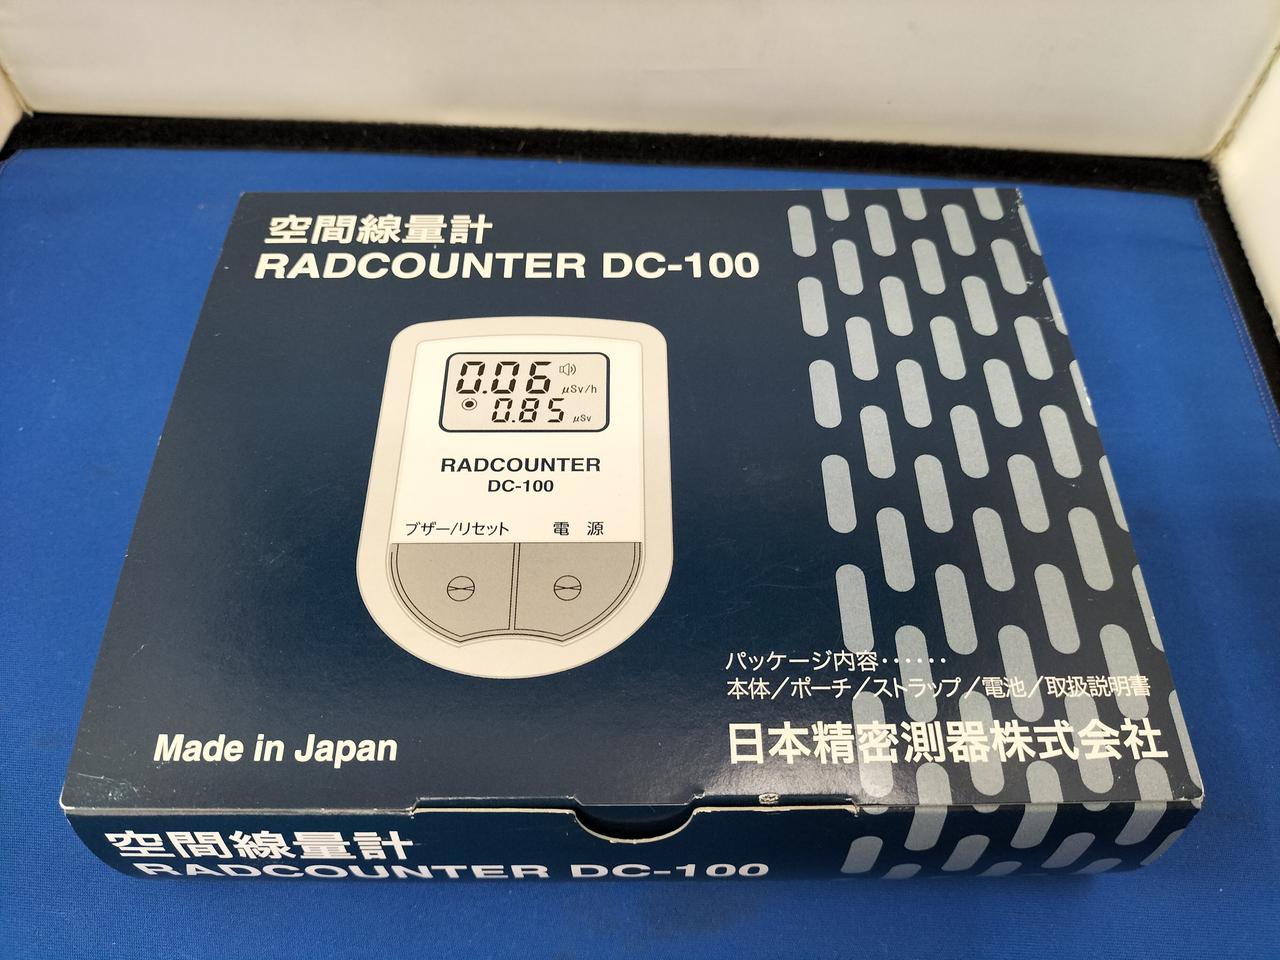 空間線量計
RADCOUNTER DC-100
0.06 μSv/h
0.85 μSv
RADCOUNTER
DC-100
ブザー/リセット 電 源
パッケージ内容‥‥‥
本体／ポーチ／ストラップ／電池／取扱説明書
Made in Japan
日本精密測器株式会社
空間線量計
RADCOUNTER DC-100